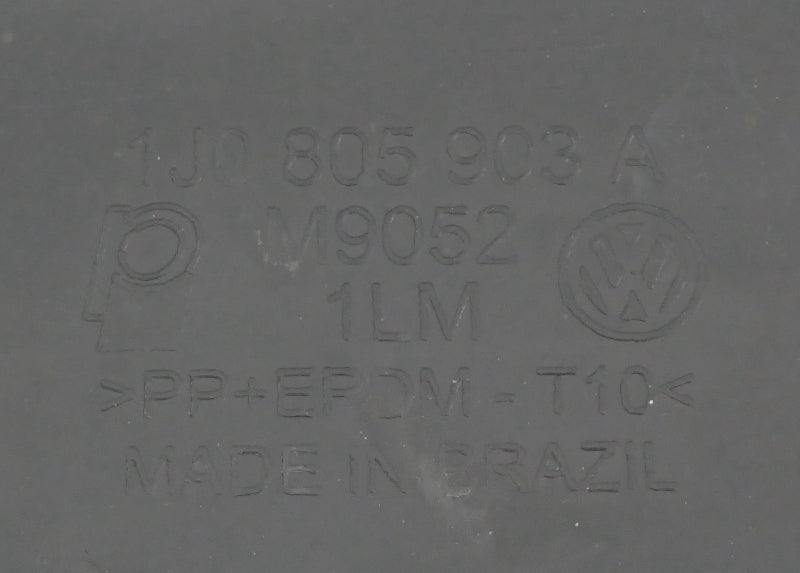 1J0 805 903 A
M9052
1LM
>PP+EPDM - T10<
MADE IN BRAZIL